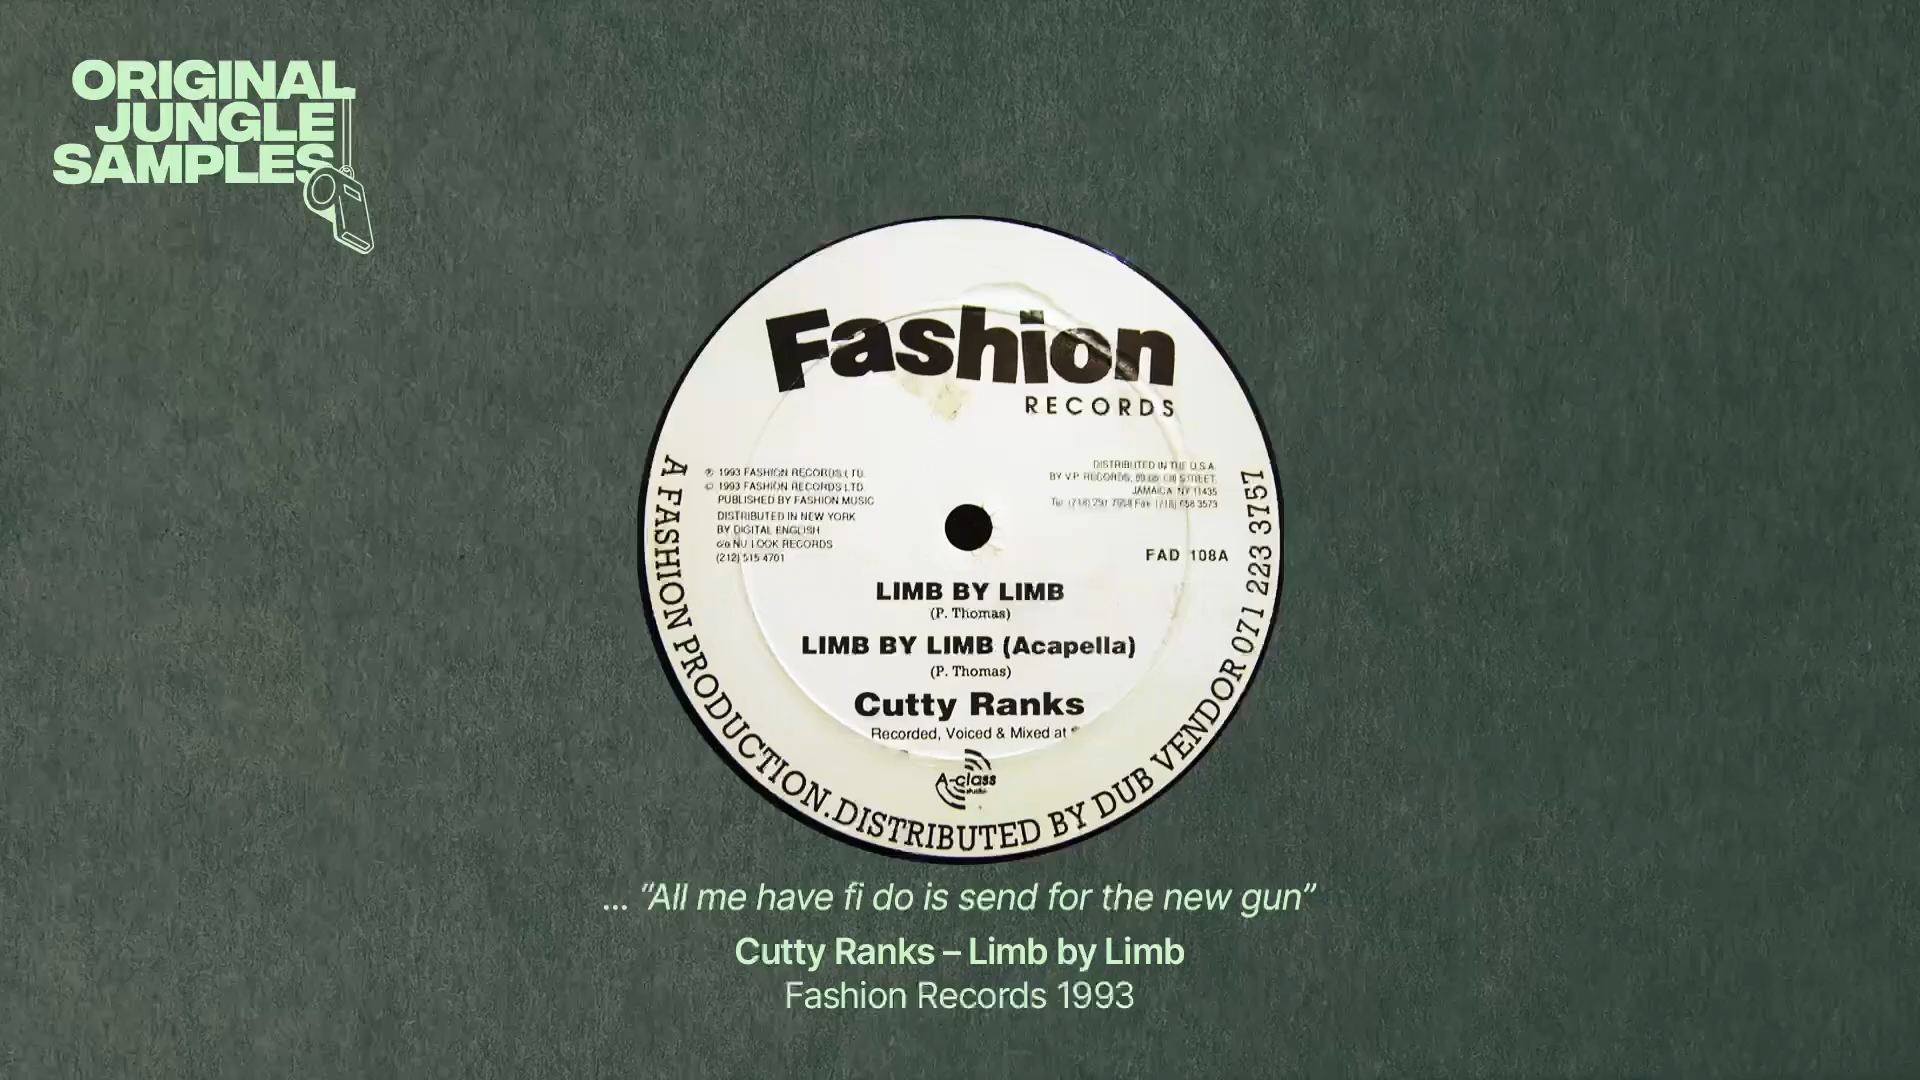 ORIGINAL
JUNGLE
SAMPLES
Fashion
RECORDS
℗ 1993 FASHION RECORDS LTD.
© 1993 FASHION RECORDS LTD
PUBLISHED BY FASHION MUSIC
DISTRIBUTED IN NEW YORK
BY DIGITAL ENGLISH
c/o NU LOOK RECORDS
(212) 515 4701
DISTRIBUTED IN THE U.S.A.
BY V.P. RECORDS, STREET,
JAMAICA NY 11435
FAD 108A
LIMB BY LIMB
(P. Thomas)
LIMB BY LIMB (Acapella)
(P. Thomas)
Cutty Ranks
Recorded, Voiced & Mixed at
A-class
studio
A FASHION PRODUCTION. DISTRIBUTED BY DUB VENDOR 071 223 3757
... “All me have fi do is send for the new gun”
Cutty Ranks – Limb by Limb
Fashion Records 1993